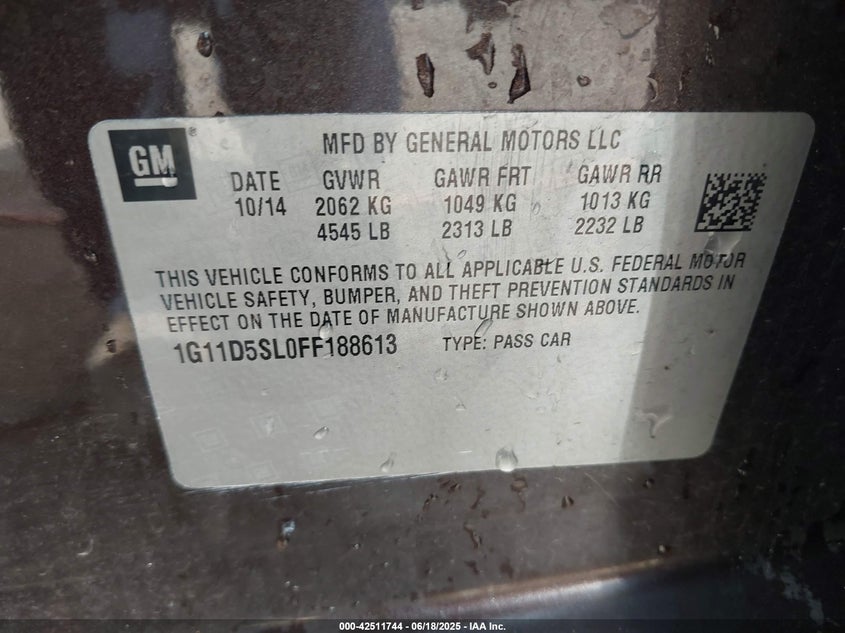 GM
MFD BY GENERAL MOTORS LLC
DATE GVWR GAWR FRT GAWR RR
10/14 2062 KG 1049 KG 1013 KG
4545 LB 2313 LB 2232 LB
THIS VEHICLE CONFORMS TO ALL APPLICABLE U.S. FEDERAL MOTOR
VEHICLE SAFETY, BUMPER, AND THEFT PREVENTION STANDARDS IN
EFFECT ON THE DATE OF MANUFACTURE SHOWN ABOVE.
1G11D5SL0FF188613 TYPE: PASS CAR
000-42511744 - 06/18/2025 - IAA Inc.